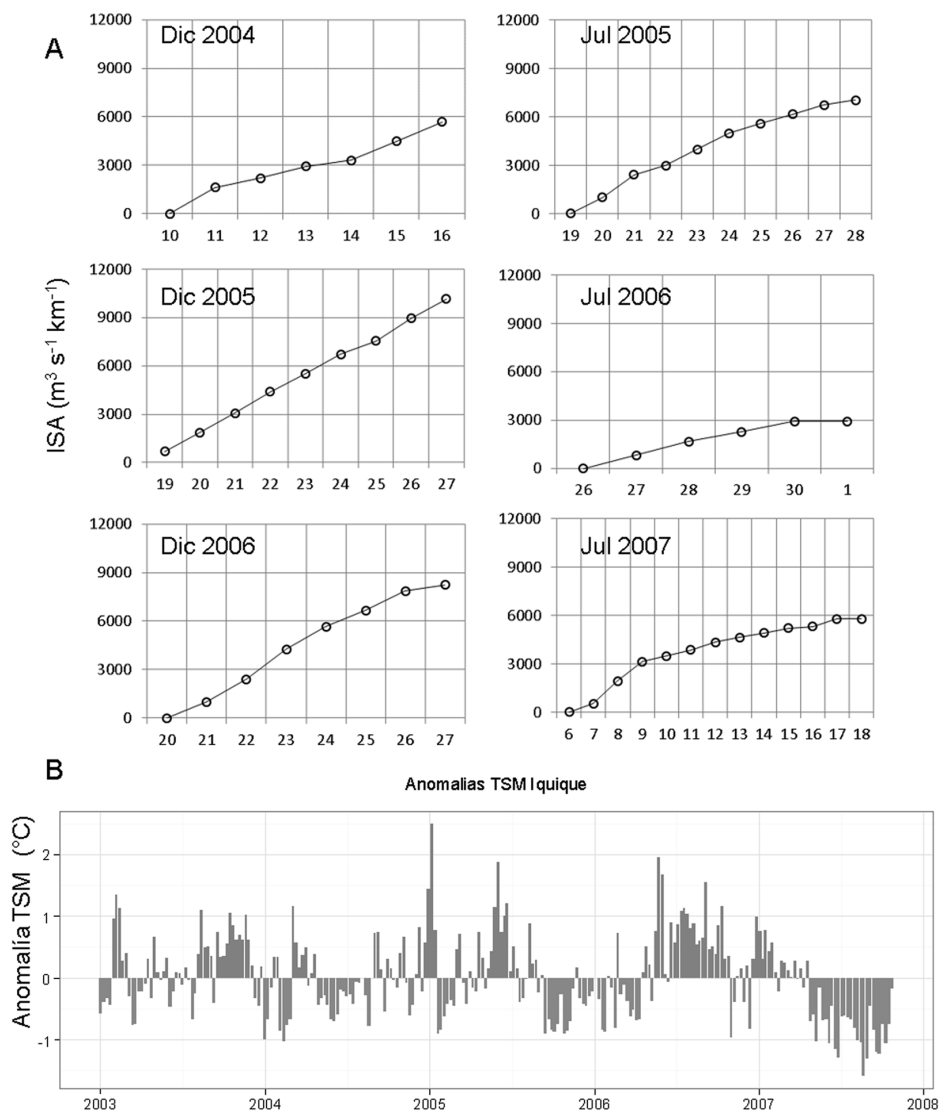 A
Dic 2004
12000
9000
6000
3000
0
10 11 12 13 14 15 16
Jul 2005
12000
9000
6000
3000
0
19 20 21 22 23 24 25 26 27 28
ISA (m³ s⁻¹ km⁻¹)
Dic 2005
12000
9000
6000
3000
0
19 20 21 22 23 24 25 26 27
Jul 2006
12000
9000
6000
3000
0
26 27 28 29 30 1
Dic 2006
12000
9000
6000
3000
0
20 21 22 23 24 25 26 27
Jul 2007
12000
9000
6000
3000
0
6 7 8 9 10 11 12 13 14 15 16 17 18
B
Anomalias TSM Iquique
Anomalía TSM (°C)
2
1
0
-1
2003 2004 2005 2006 2007 2008